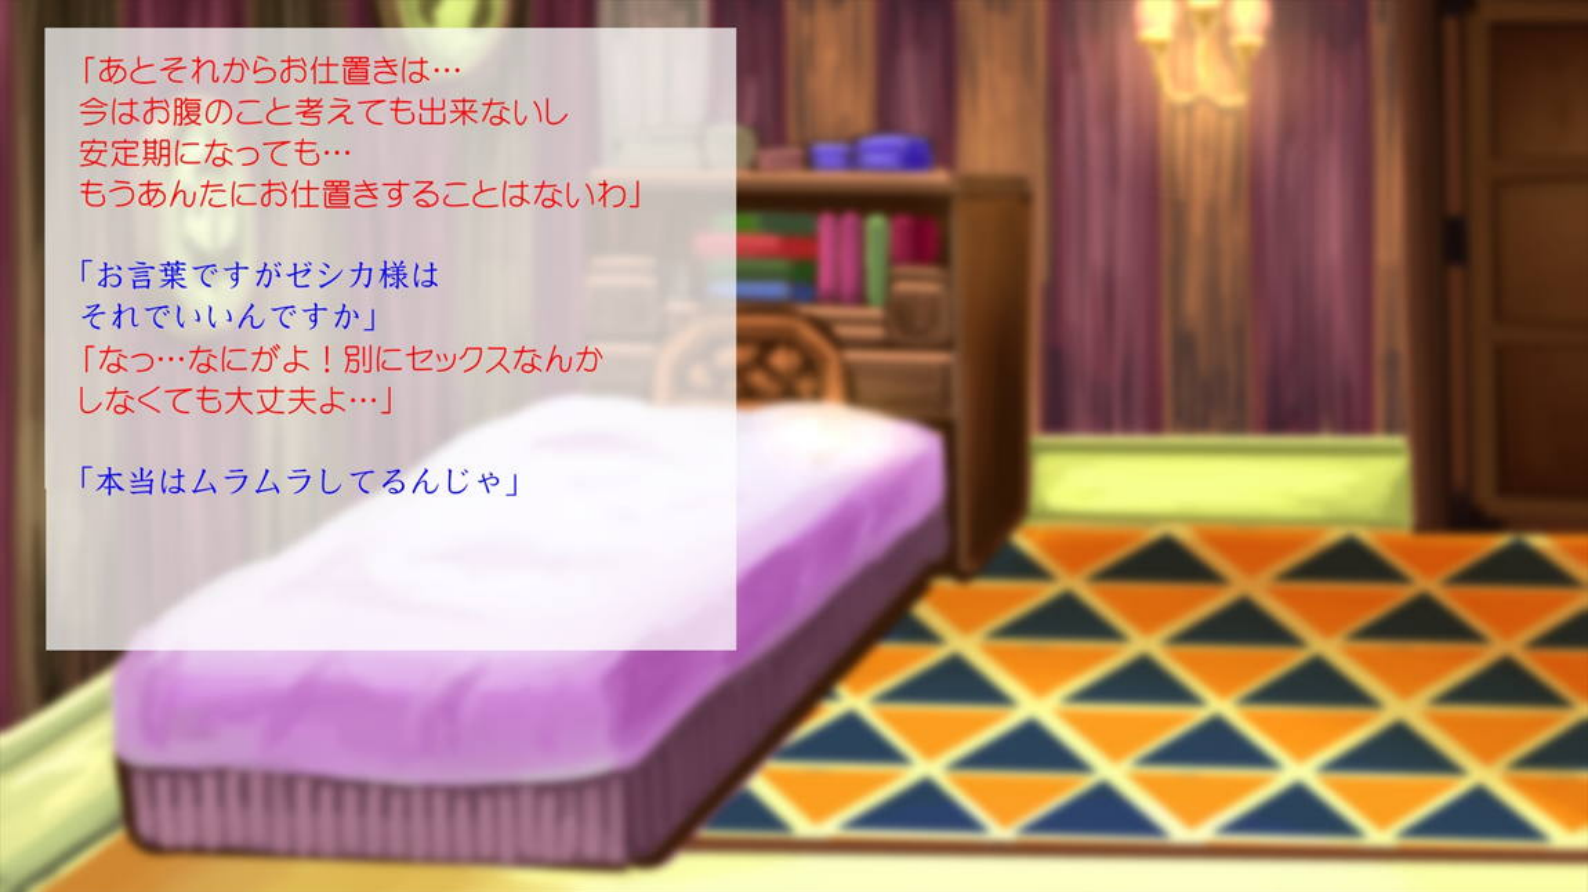 「あとそれからお仕置きは…
今はお腹のこと考えても出来ないし
安定期になっても…
もうあんたにお仕置きすることはないわ」
「お言葉ですがゼシカ様は
それでいいんですか」
「なっ…なにがよ！別にセックスなんか
しなくても大丈夫よ…」
「本当はムラムラしてるんじゃ」